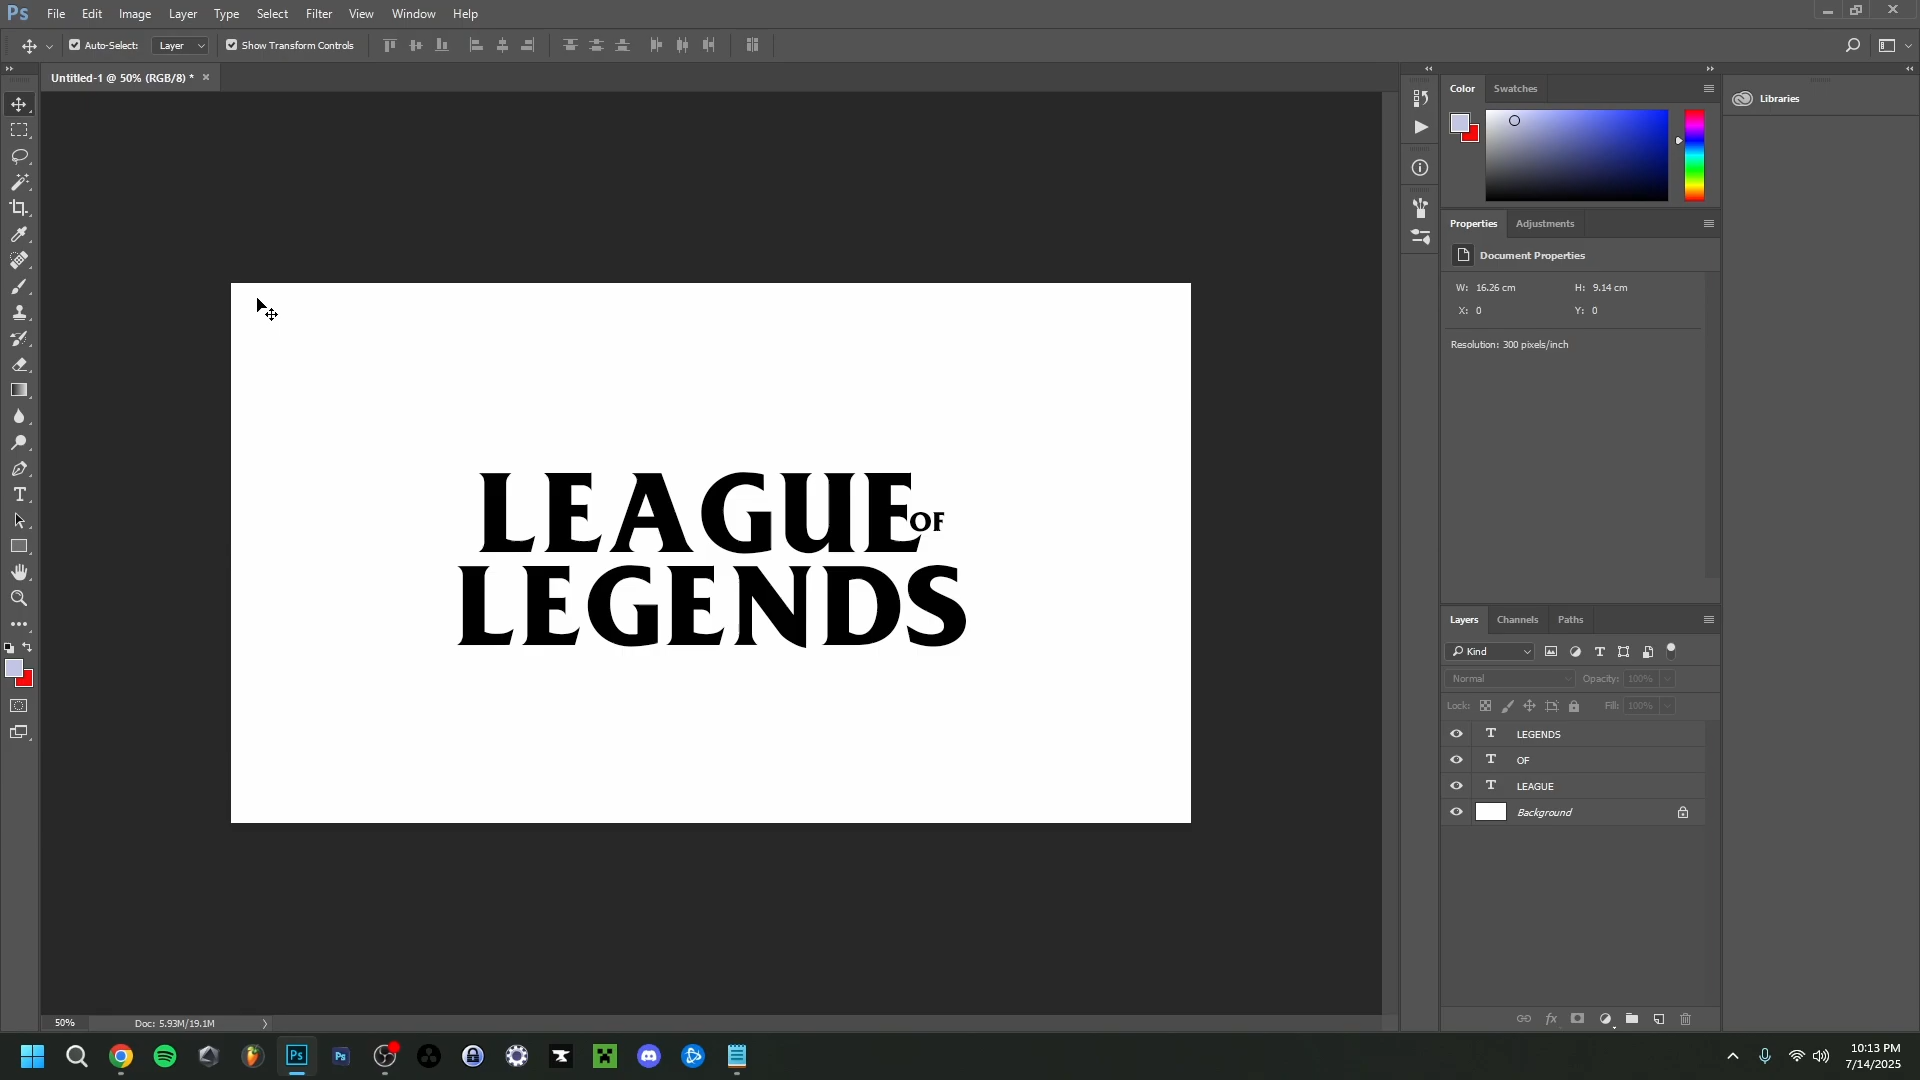 Ps File Edit Image Layer Type Select Filter View Window Help
Auto-Select: Layer Show Transform Controls
Untitled-1 @ 50% (RGB/8) *
Color Swatches
Libraries
Properties Adjustments
Document Properties
W: 16.26 cm H: 9.14 cm
X: 0 Y: 0
Resolution: 300 pixels/inch
LEAGUE
OF
LEGENDS
Layers Channels Paths
Kind
Normal Opacity: 100%
Lock: Fill: 100%
LEGENDS
OF
LEAGUE
Background
fx
50% Doc: 5.93M/19.1M
Ps
Ps
10:13 PM
7/14/2025